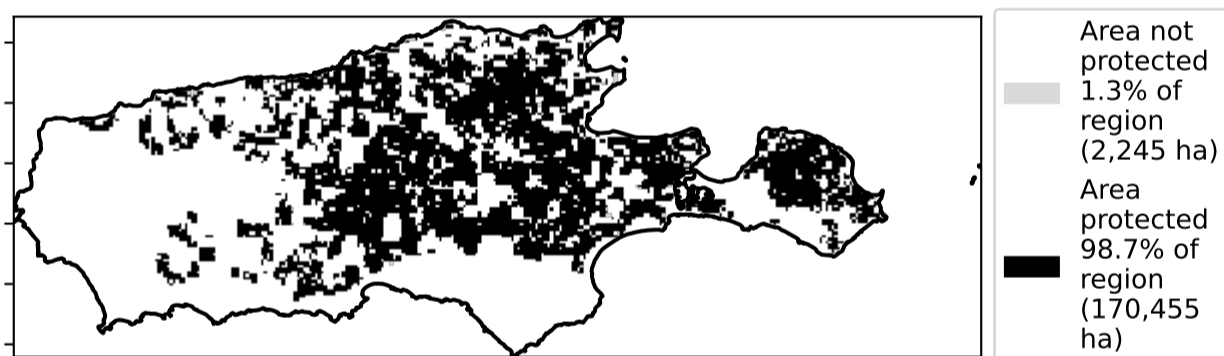 Area not
protected
1.3% of
region
(2,245 ha)
Area
protected
98.7% of
region
(170,455
ha)